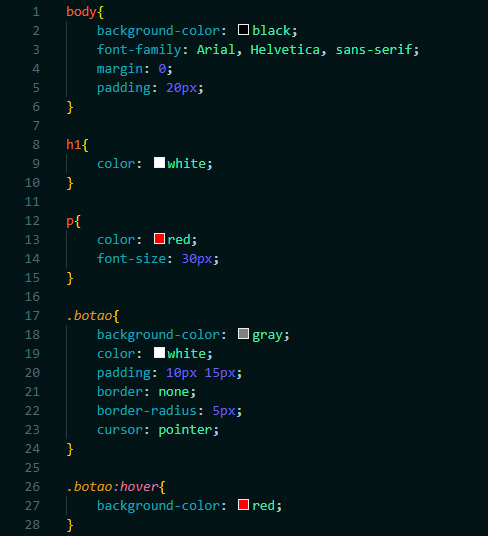 1 body{
2     background-color: black;
3     font-family: Arial, Helvetica, sans-serif;
4     margin: 0;
5     padding: 20px;
6 }
7
8 h1{
9     color: white;
10 }
11
12 p{
13     color: red;
14     font-size: 30px;
15 }
16
17 .botao{
18     background-color: gray;
19     color: white;
20     padding: 10px 15px;
21     border: none;
22     border-radius: 5px;
23     cursor: pointer;
24 }
25
26 .botao:hover{
27     background-color: red;
28 }